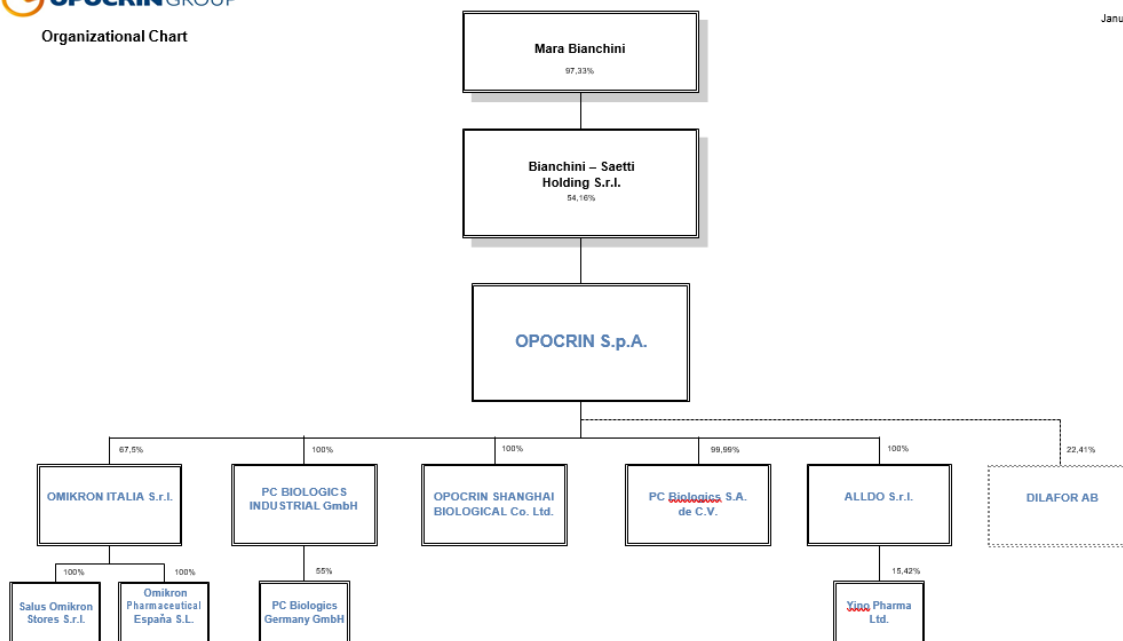 OPOCRIN GROUP
Organizational Chart
Janu
Mara Bianchini
97,33%
Bianchini – Saetti
Holding S.r.l.
54,16%
OPOCRIN S.p.A.
67,5%
100%
100%
99,99%
100%
22,41%
OMIKRON ITALIA S.r.l.
PC BIOLOGICS
INDUSTRIAL GmbH
OPOCRIN SHANGHAI
BIOLOGICAL Co. Ltd.
PC Biologics S.A.
de C.V.
ALLDO S.r.l.
DILAFOR AB
100%
100%
55%
15,42%
Salus Omikron
Stores S.r.l.
Omikron
Pharmaceutical
España S.L.
PC Biologics
Germany GmbH
Yino Pharma
Ltd.